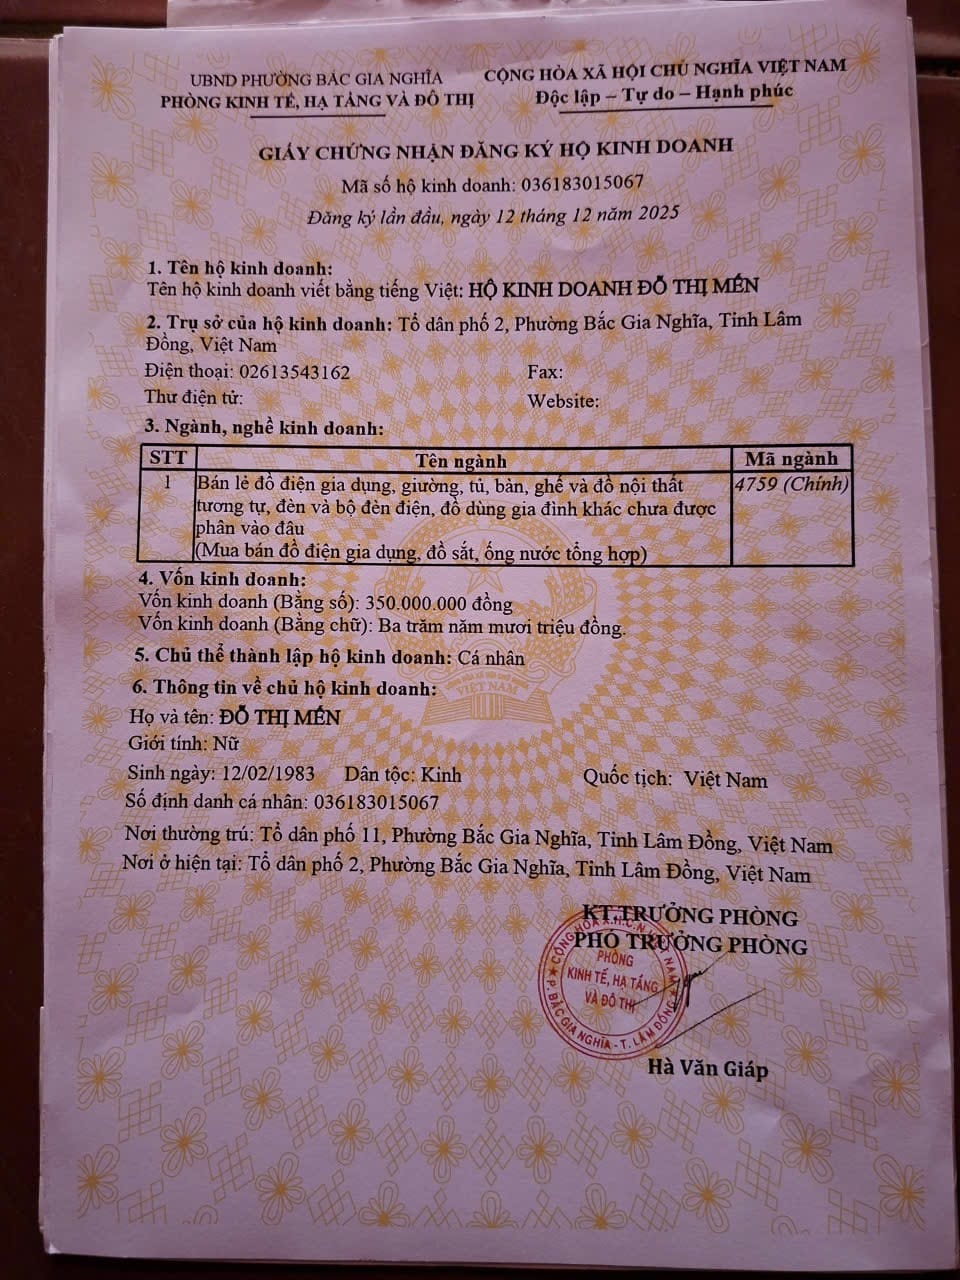 UBND PHƯỜNG BẮC GIA NGHĨA
PHÒNG KINH TẾ, HẠ TẦNG VÀ ĐÔ THỊ
CỘNG HÒA XÃ HỘI CHỦ NGHĨA VIỆT NAM
Độc lập – Tự do – Hạnh phúc
GIẤY CHỨNG NHẬN ĐĂNG KÝ HỘ KINH DOANH
Mã số hộ kinh doanh: 036183015067
Đăng ký lần đầu, ngày 12 tháng 12 năm 2025
1. Tên hộ kinh doanh:
Tên hộ kinh doanh viết bằng tiếng Việt: HỘ KINH DOANH ĐỖ THỊ MẾN
2. Trụ sở của hộ kinh doanh: Tổ dân phố 2, Phường Bắc Gia Nghĩa, Tỉnh Lâm
Đồng, Việt Nam
Điện thoại: 02613543162 Fax:
Thư điện tử: Website:
3. Ngành, nghề kinh doanh:
STT Tên ngành Mã ngành
1 Bán lẻ đồ điện gia dụng, giường, tủ, bàn, ghế và đồ nội thất 4759 (Chính)
tương tự, đèn và bộ đèn điện, đồ dùng gia đình khác chưa được
phân vào đâu
(Mua bán đồ điện gia dụng, đồ sắt, ống nước tổng hợp)
4. Vốn kinh doanh:
Vốn kinh doanh (Bằng số): 350.000.000 đồng
Vốn kinh doanh (Bằng chữ): Ba trăm năm mươi triệu đồng.
5. Chủ thể thành lập hộ kinh doanh: Cá nhân
6. Thông tin về chủ hộ kinh doanh:
VIỆT NAM
Họ và tên: ĐỖ THỊ MẾN
Giới tính: Nữ
Sinh ngày: 12/02/1983 Dân tộc: Kinh Quốc tịch: Việt Nam
Số định danh cá nhân: 036183015067
Nơi thường trú: Tổ dân phố 11, Phường Bắc Gia Nghĩa, Tỉnh Lâm Đồng, Việt Nam
Nơi ở hiện tại: Tổ dân phố 2, Phường Bắc Gia Nghĩa, Tỉnh Lâm Đồng, Việt Nam
KT.TRƯỞNG PHÒNG
PHÓ TRƯỞNG PHÒNG
CỘNG HÒA X.H.C.N VIỆT NAM
PHÒNG
KINH TẾ, HẠ TẦNG
VÀ ĐÔ THỊ
P. BẮC GIA NGHĨA - T. LÂM ĐỒNG
Hà Văn Giáp